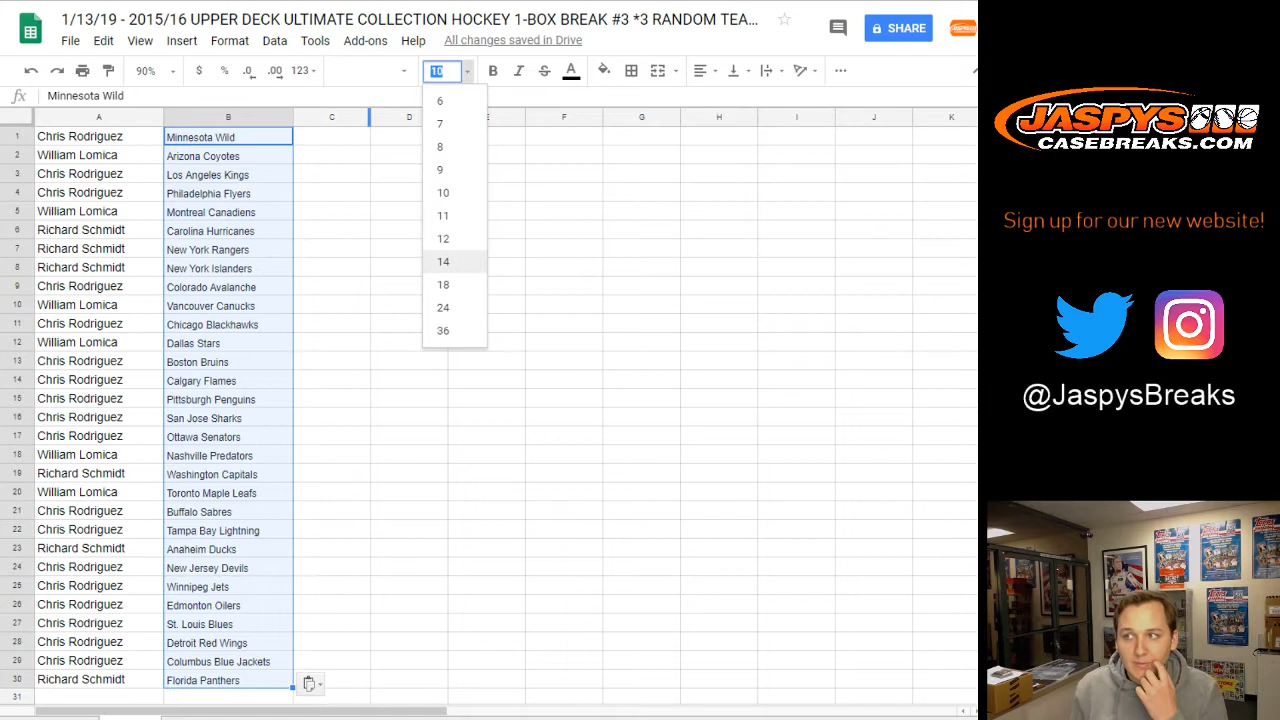 1/13/19 - 2015/16 UPPER DECK ULTIMATE COLLECTION HOCKEY 1-BOX BREAK #3 *3 RANDOM TEA...
File Edit View Insert Format Data Tools Add-ons Help All changes saved in Drive
SHARE
90% $ % .0 .00 123 10 B I S A
fx Minnesota Wild
A B C D E F G H I J K
1 Chris Rodriguez Minnesota Wild
2 William Lomica Arizona Coyotes
3 Chris Rodriguez Los Angeles Kings
4 Chris Rodriguez Philadelphia Flyers
5 William Lomica Montreal Canadiens
6 Richard Schmidt Carolina Hurricanes
7 Chris Rodriguez New York Rangers
8 Richard Schmidt New York Islanders
9 Chris Rodriguez Colorado Avalanche
10 William Lomica Vancouver Canucks
11 Chris Rodriguez Chicago Blackhawks
12 William Lomica Dallas Stars
13 Chris Rodriguez Boston Bruins
14 Chris Rodriguez Calgary Flames
15 Chris Rodriguez Pittsburgh Penguins
16 Chris Rodriguez San Jose Sharks
17 Chris Rodriguez Ottawa Senators
18 William Lomica Nashville Predators
19 Richard Schmidt Washington Capitals
20 William Lomica Toronto Maple Leafs
21 Chris Rodriguez Buffalo Sabres
22 Chris Rodriguez Tampa Bay Lightning
23 Richard Schmidt Anaheim Ducks
24 Chris Rodriguez New Jersey Devils
25 Chris Rodriguez Winnipeg Jets
26 Chris Rodriguez Edmonton Oilers
27 Chris Rodriguez St. Louis Blues
28 Chris Rodriguez Detroit Red Wings
29 Chris Rodriguez Columbus Blue Jackets
30 Richard Schmidt Florida Panthers
31
6
7
8
9
10
11
12
14
18
24
36
JASPYS
CASEBREAKS.COM
Sign up for our new website!
@JaspysBreaks